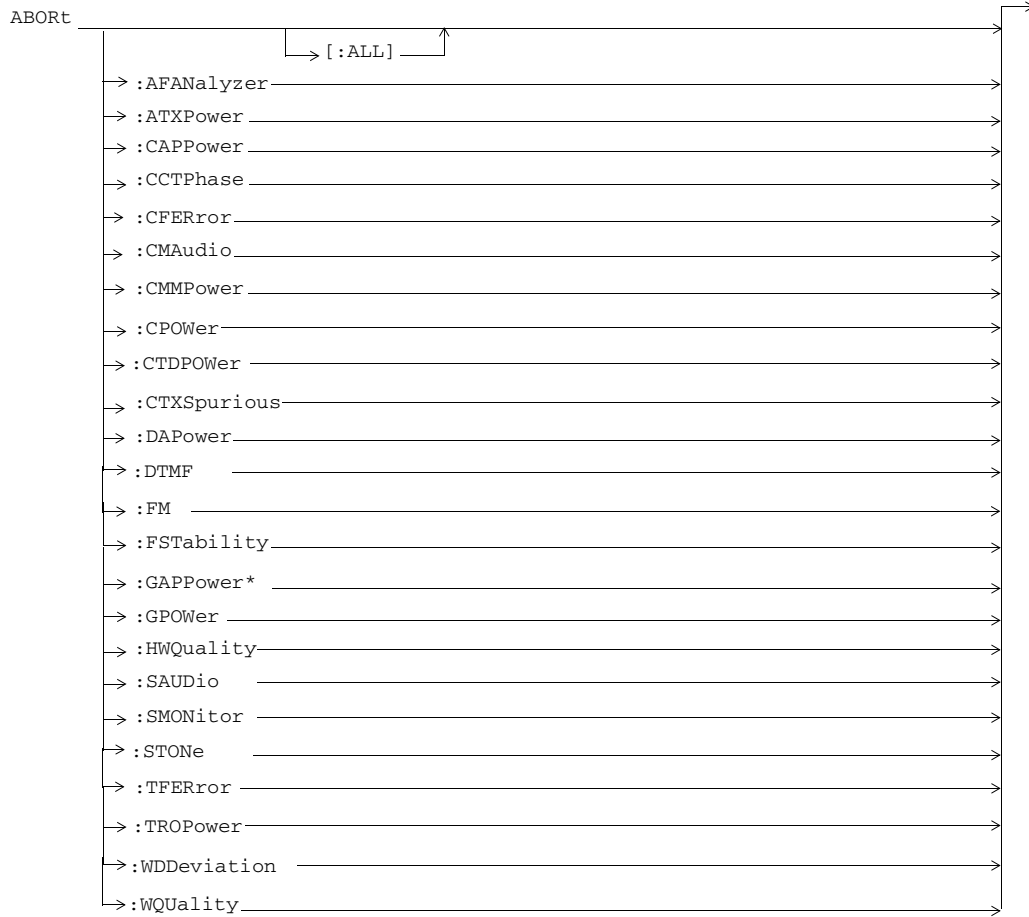 ABORt
[:ALL]
:AFANalyzer
:ATXPower
:CAPPower
:CCTPhase
:CFERror
:CMAudio
:CMMPower
:CPOWer
:CTDPOWer
:CTXSpurious
:DAPower
:DTMF
:FM
:FSTability
:GAPPower*
:GPOWer
:HWQuality
:SAUDio
:SMONitor
:STONe
:TFERror
:TROPower
:WDDeviation
:WQUality